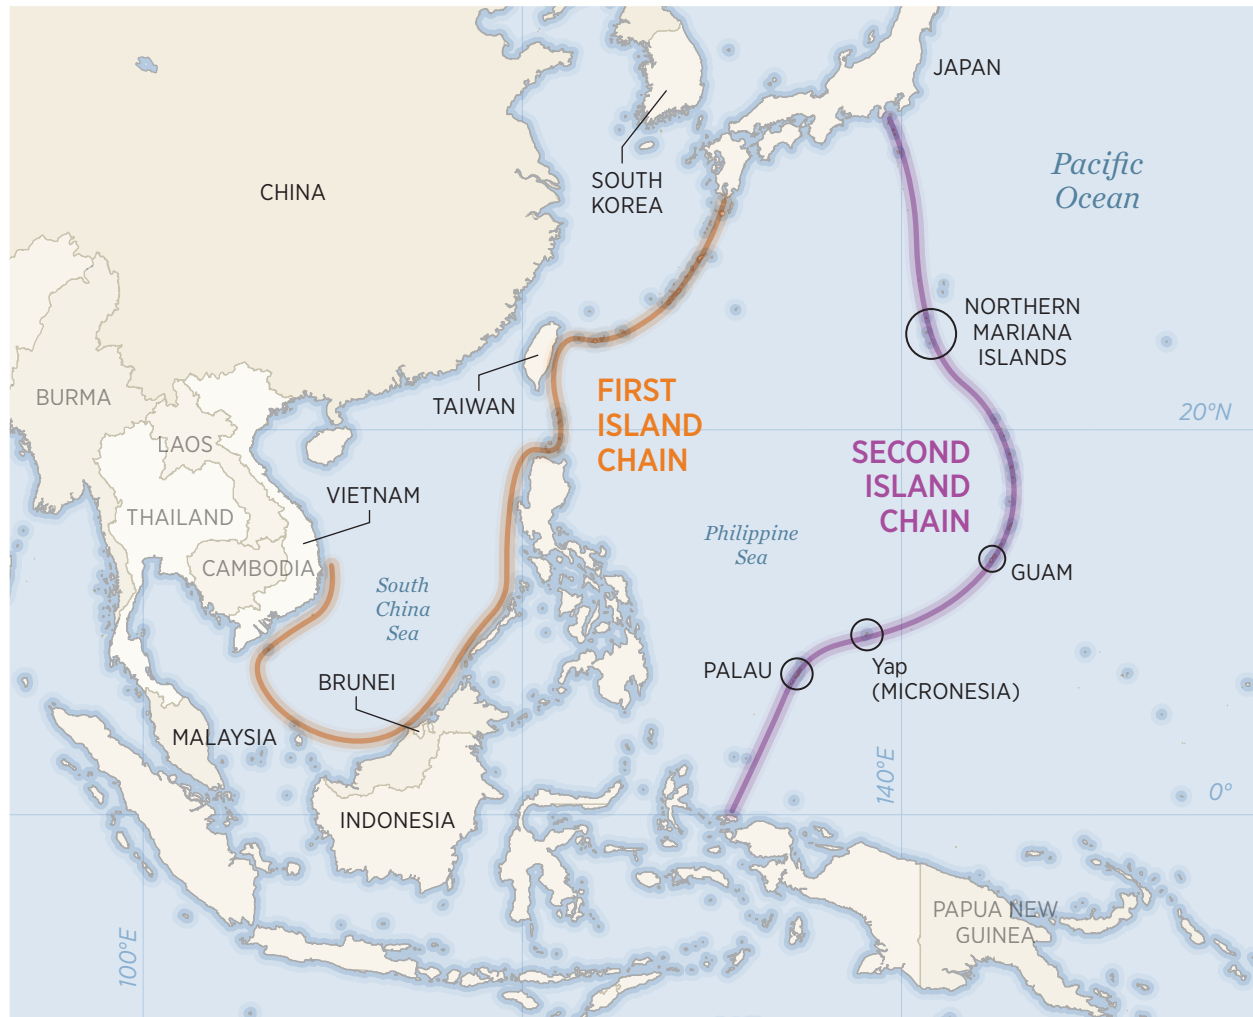 JAPAN
Pacific
Ocean
CHINA
SOUTH
KOREA
NORTHERN
MARIANA
ISLANDS
BURMA
TAIWAN
FIRST
ISLAND
CHAIN
20°N
LAOS
SECOND
ISLAND
CHAIN
VIETNAM
THAILAND
Philippine
Sea
CAMBODIA
GUAM
South
China
Sea
PALAU
Yap
(MICRONESIA)
BRUNEI
MALAYSIA
140°E
0°
INDONESIA
PAPUA NEW
GUINEA
100°E